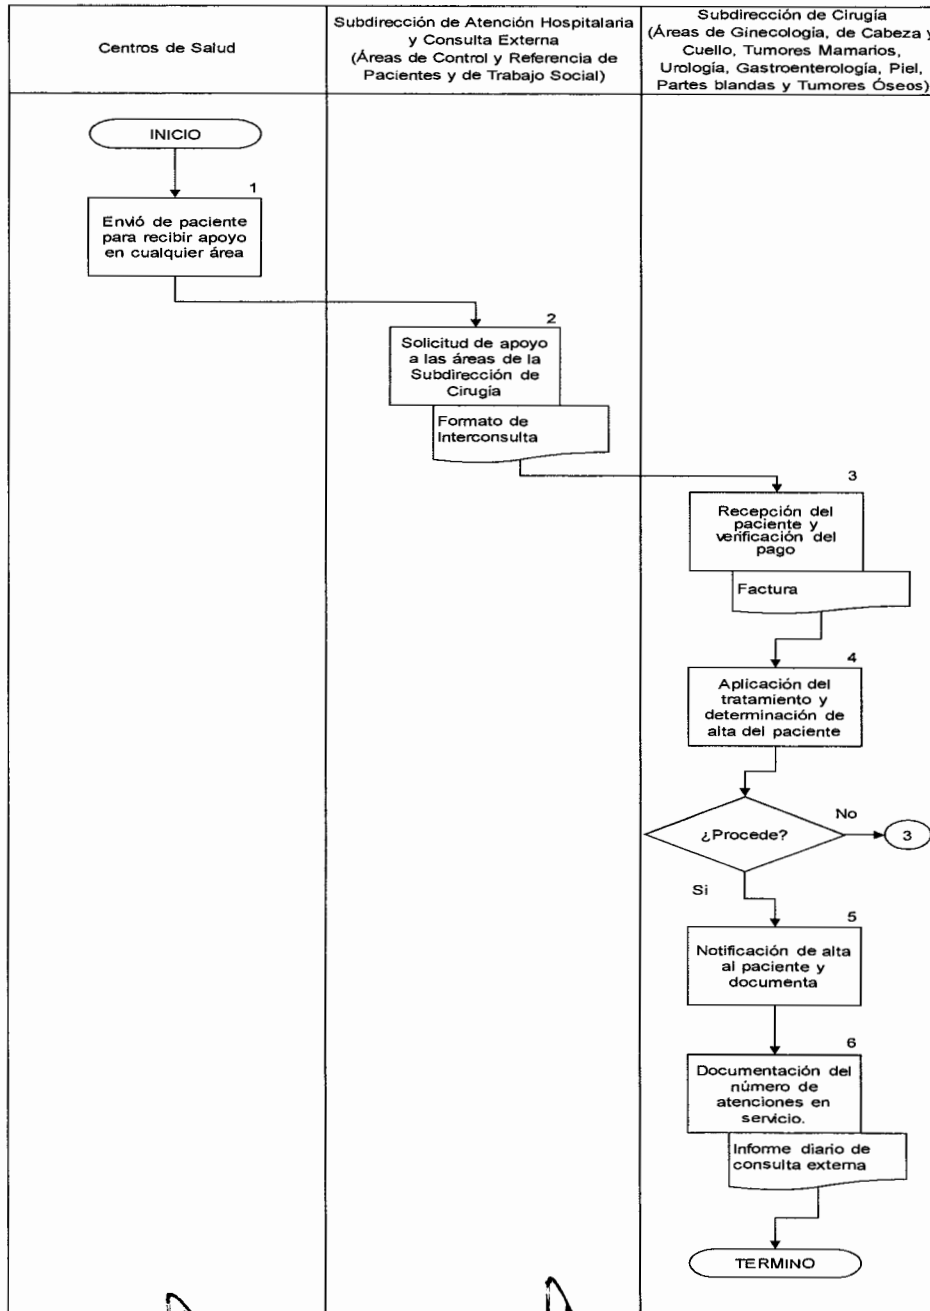 Centros de Salud
Subdirección de Atención Hospitalaria
y Consulta Externa
(Áreas de Control y Referencia de
Pacientes y de Trabajo Social)
Subdirección de Cirugía
(Áreas de Ginecología, de Cabeza y
Cuello, Tumores Mamarios,
Urología, Gastroenterología, Piel,
Partes blandas y Tumores Óseos)
INICIO
1
Envió de paciente
para recibir apoyo
en cualquier área
2
Solicitud de apoyo
a las áreas de la
Subdirección de
Cirugía
Formato de
Interconsulta
3
Recepción del
paciente y
verificación del
pago
Factura
4
Aplicación del
tratamiento y
determinación de
alta del paciente
¿Procede?
No
3
Si
5
Notificación de alta
al paciente y
documenta
6
Documentación del
número de
atenciones en
servicio.
Informe diario de
consulta externa
TERMINO